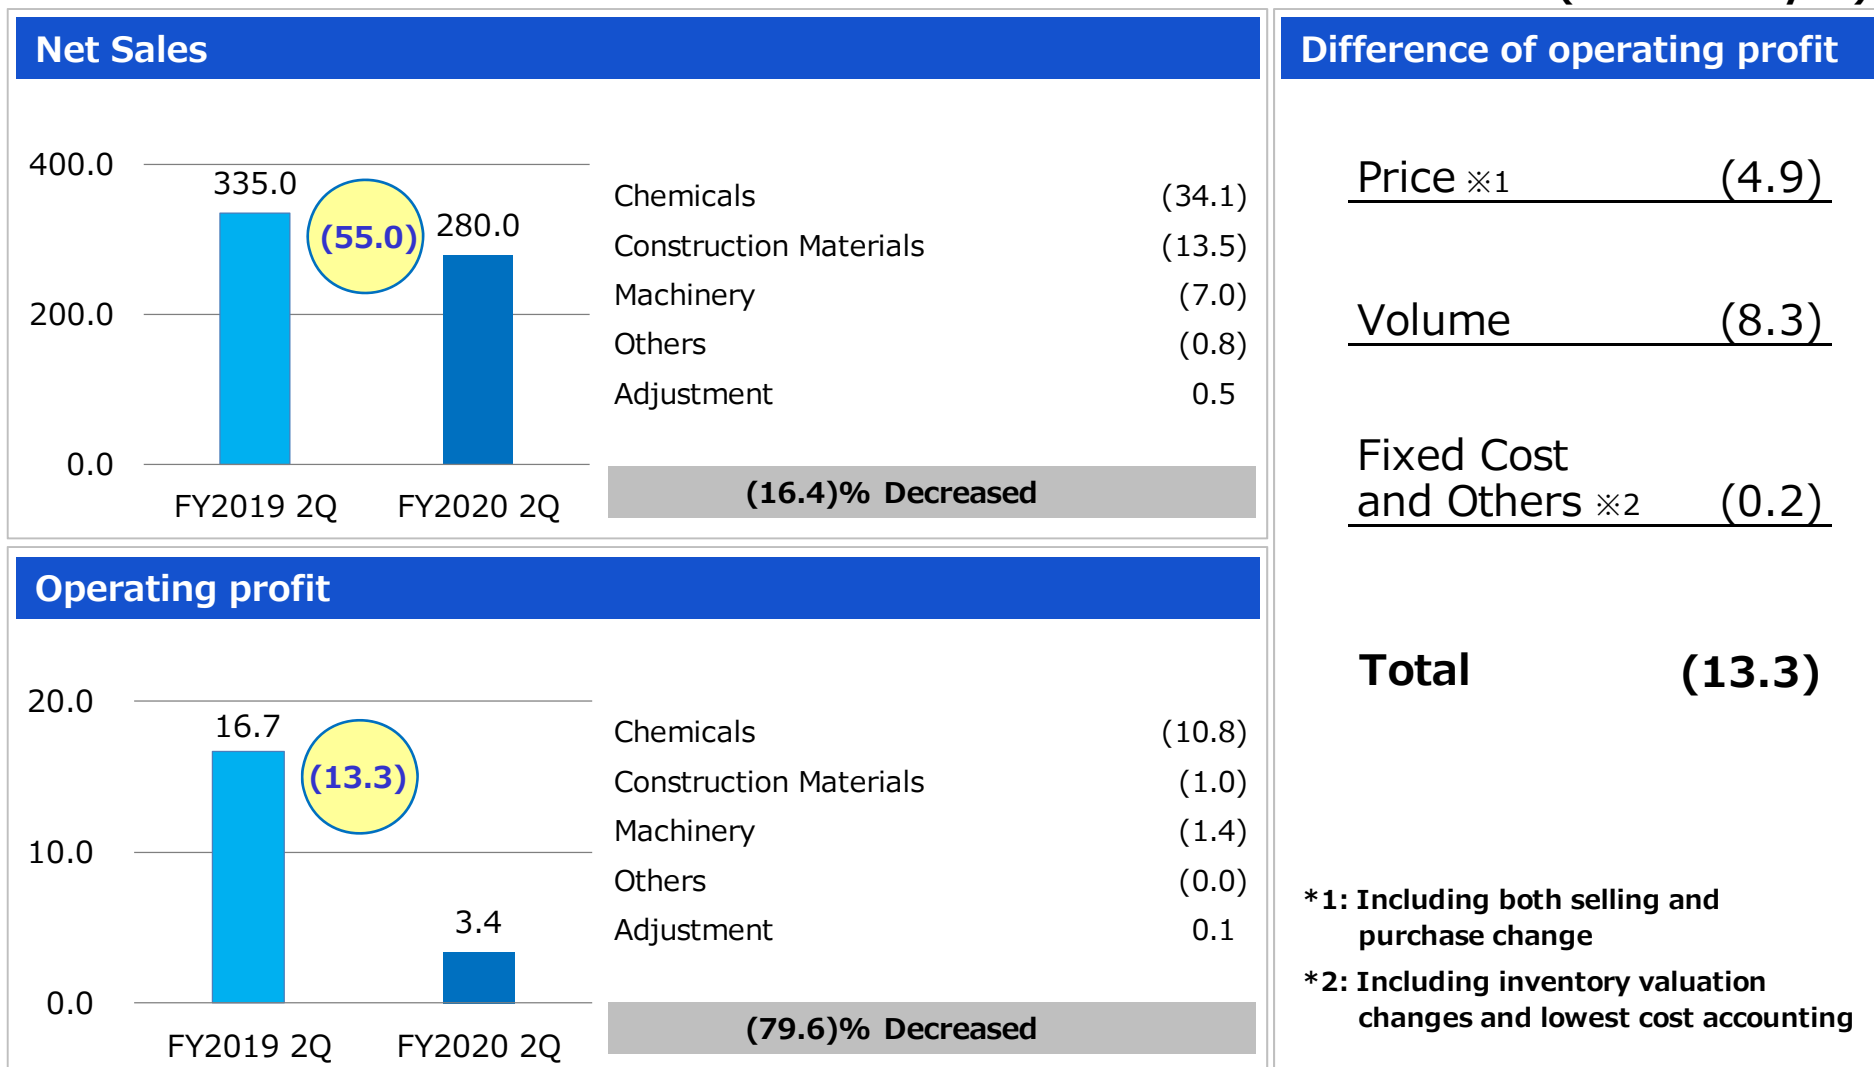 Net Sales
400.0
200.0
0.0
335.0
(55.0)
280.0
FY2019 2Q
FY2020 2Q
Chemicals (34.1)
Construction Materials (13.5)
Machinery (7.0)
Others (0.8)
Adjustment 0.5
(16.4)% Decreased
Operating profit
20.0
10.0
0.0
16.7
(13.3)
3.4
FY2019 2Q
FY2020 2Q
Chemicals (10.8)
Construction Materials (1.0)
Machinery (1.4)
Others (0.0)
Adjustment 0.1
(79.6)% Decreased
Difference of operating profit
Price ※1 (4.9)
Volume (8.3)
Fixed Cost
and Others ※2 (0.2)
Total (13.3)
*1: Including both selling and
purchase change
*2: Including inventory valuation
changes and lowest cost accounting